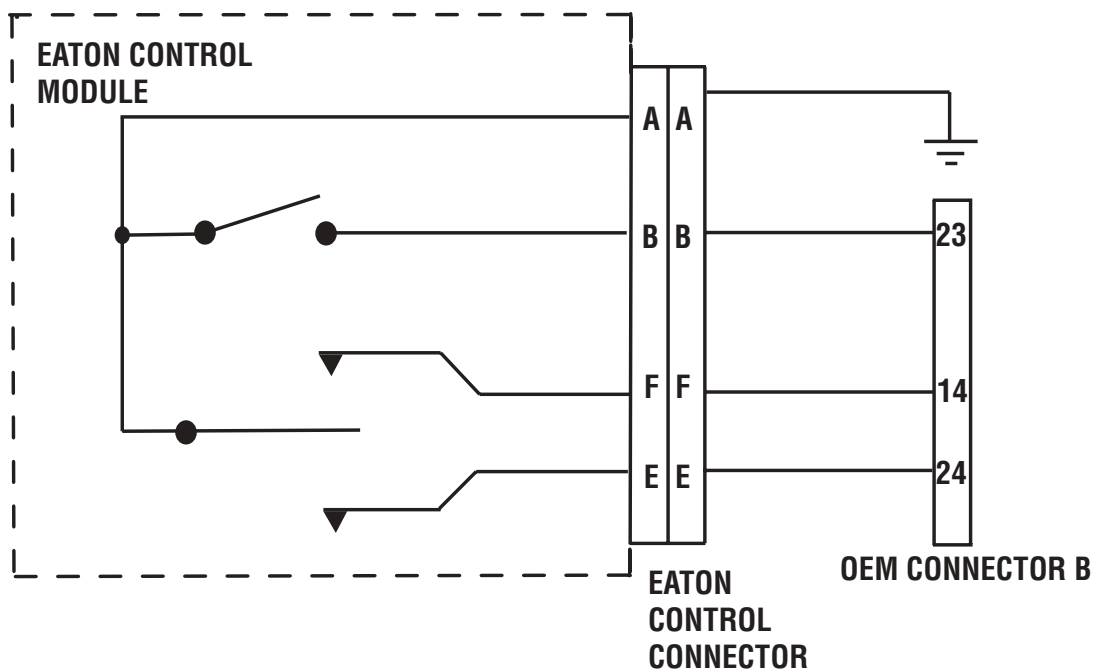 EATON CONTROL
MODULE
A A
B B
23
F F
14
E E
24
OEM CONNECTOR B
EATON
CONTROL
CONNECTOR